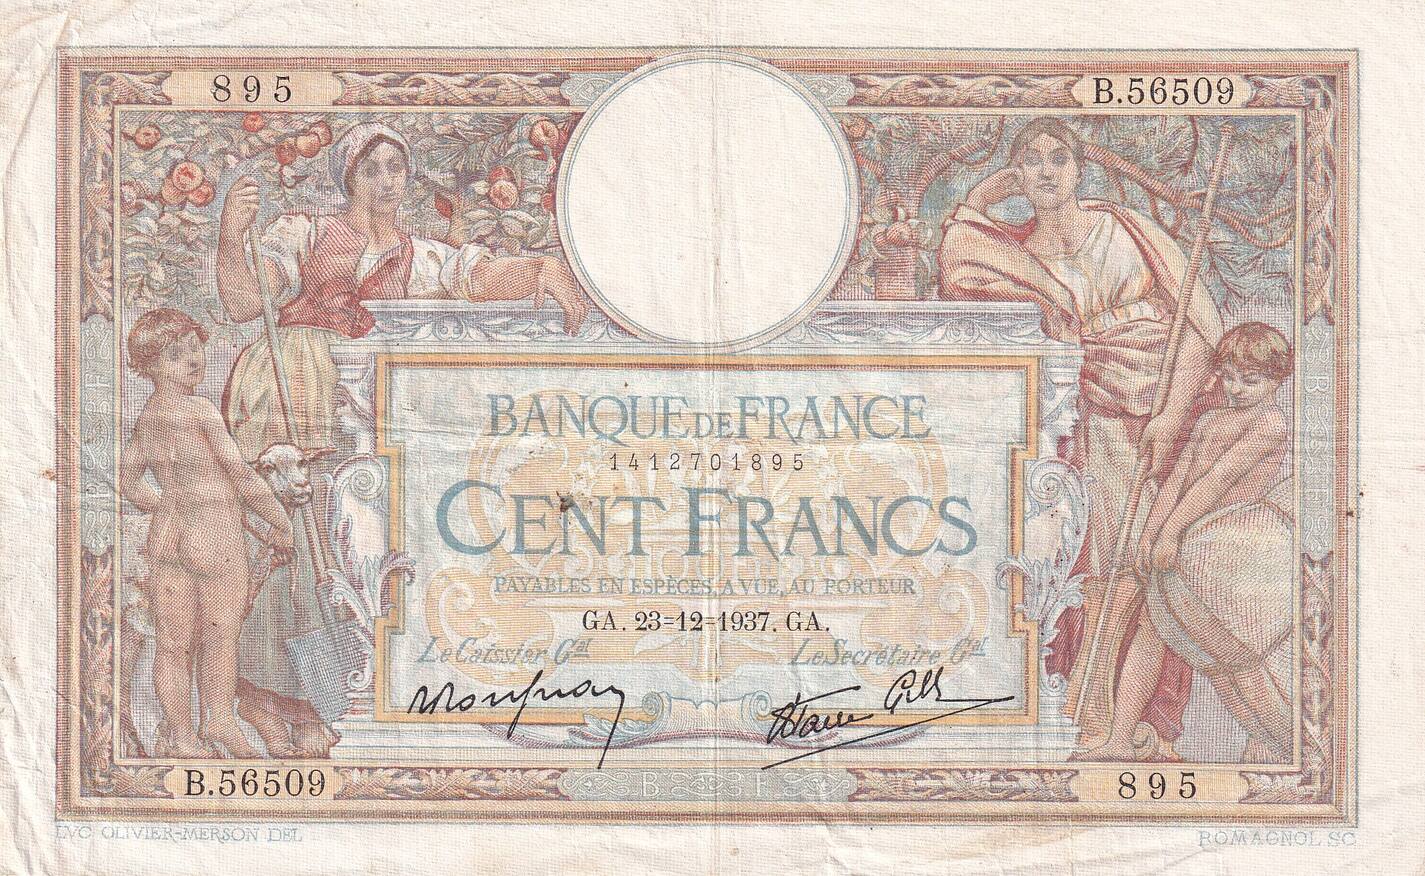 895
B.56509
BANQUE DE FRANCE
1412701895
CENT FRANCS
PAYABLES EN ESPÈCES, A VUE, AU PORTEUR
GA. 23=12=1937. GA.
Le Caissier Gal
Le Secrétaire Gal
B.56509
B F
895
LVC OLIVIER-MERSON DEL
ROMAGNOL SC